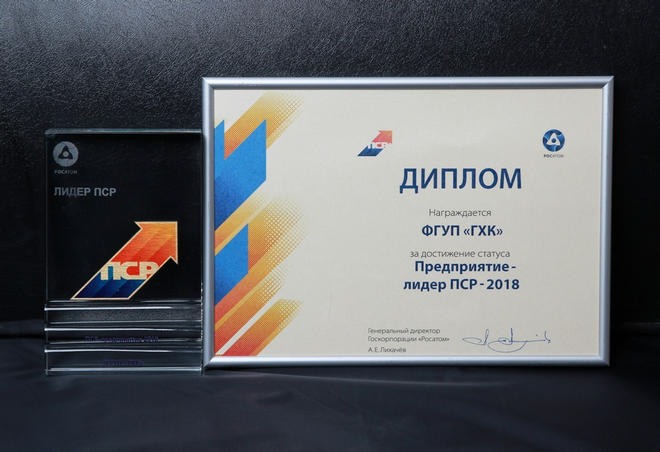 РОСАТОМ
ЛИДЕР ПСР
ПСР
ПСР
РОСАТОМ
ДИПЛОМ
Награждается
ФГУП «ГХК»
за достижение статуса
Предприятие-
лидер ПСР-2018
Генеральный директор
Госкорпорации «Росатом»
А.Е.Лихачёв